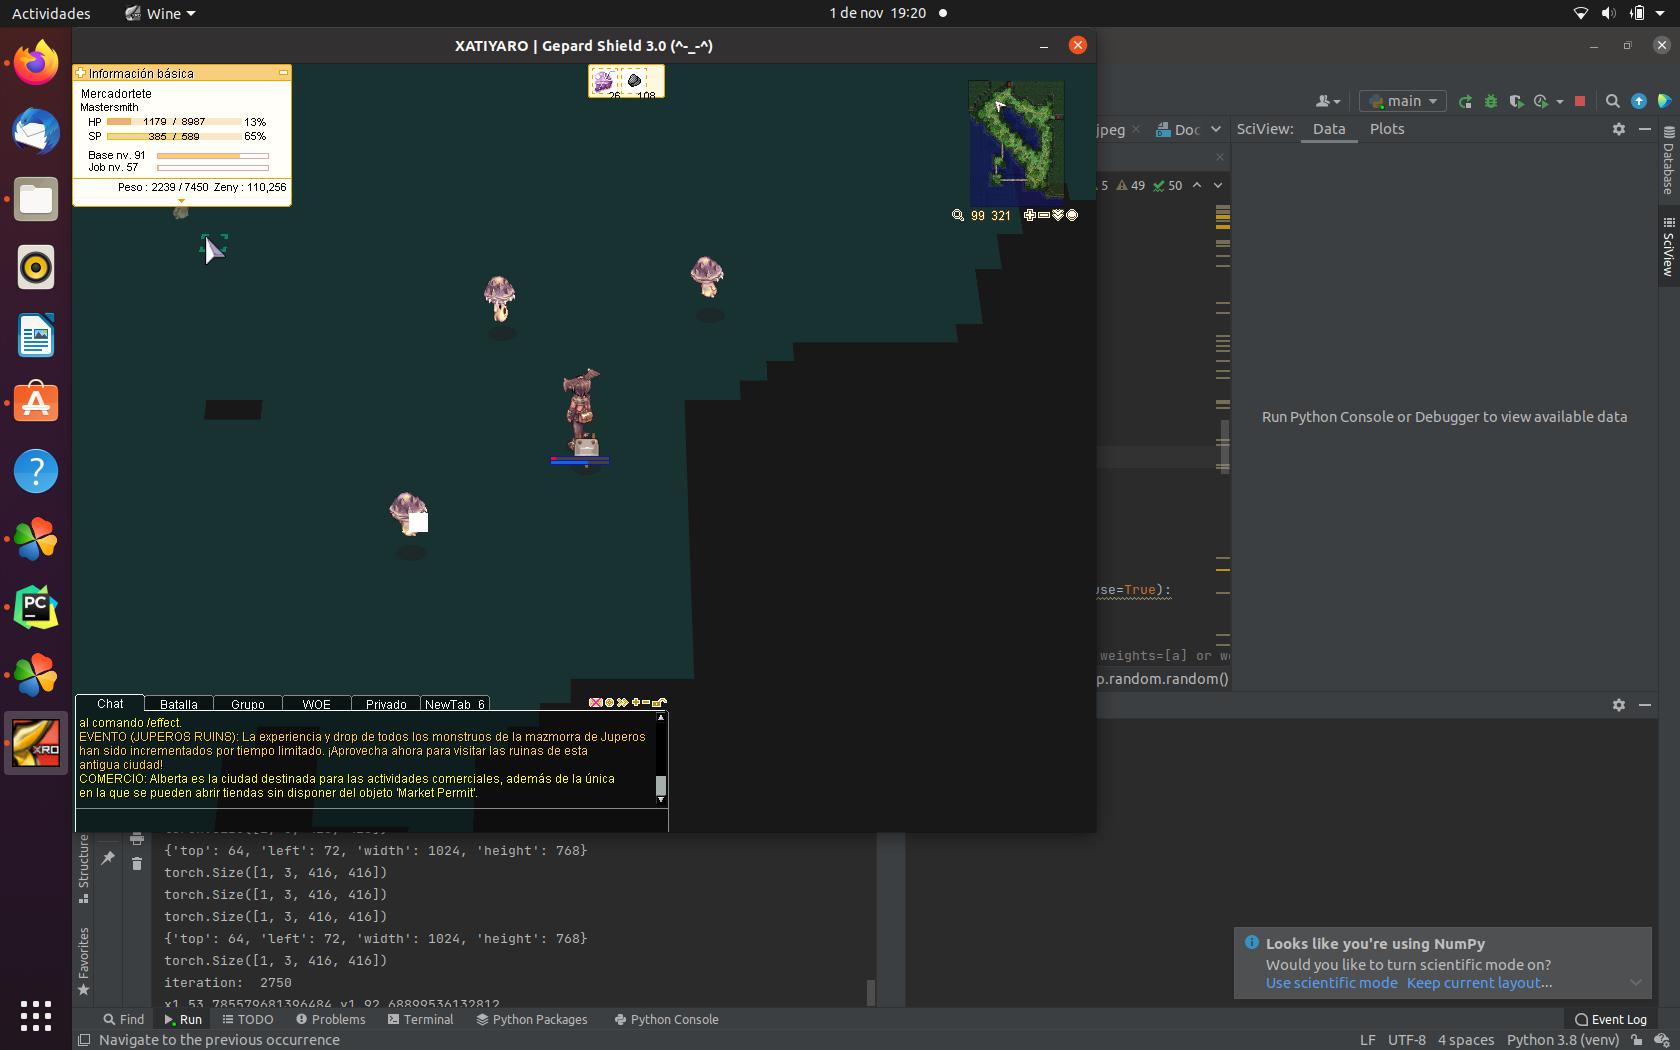 Actividades
Wine
1 de nov 19:20
XATIYARO | Gepard Shield 3.0 (^-_-^)
Información básica
Mercadortete
Mastersmith
HP 1179 / 8987 13%
SP 385 / 589 65%
Base nv. 91
Job nv. 57
Peso : 2239 / 7450 Zeny : 110,256
26 108
99 321
main
jpeg
Doc
SciView: Data Plots
5 49 50
Database
SciView
Run Python Console or Debugger to view available data
use=True):
weights=[a] or we
p.random.random()
Chat Batalla Grupo WOE Privado NewTab_6
al comando /effect.
EVENTO (JUPEROS RUINS): La experiencia y drop de todos los monstruos de la mazmorra de Juperos
han sido incrementados por tiempo limitado. ¡Aprovecha ahora para visitar las ruinas de esta
antigua ciudad!
COMERCIO: Alberta es la ciudad destinada para las actividades comerciales, además de la única
en la que se pueden abrir tiendas sin disponer del objeto 'Market Permit'.
PC
XRO
Structure
Favorites
{'top': 64, 'left': 72, 'width': 1024, 'height': 768}
torch.Size([1, 3, 416, 416])
torch.Size([1, 3, 416, 416])
torch.Size([1, 3, 416, 416])
{'top': 64, 'left': 72, 'width': 1024, 'height': 768}
torch.Size([1, 3, 416, 416])
iteration: 2750
x1 53.785579681396484 y1 92.68899536132812
Looks like you're using NumPy
Would you like to turn scientific mode on?
Use scientific mode Keep current layout...
Find Run TODO Problems Terminal Python Packages Python Console
Event Log
Navigate to the previous occurrence
LF UTF-8 4 spaces Python 3.8 (venv)